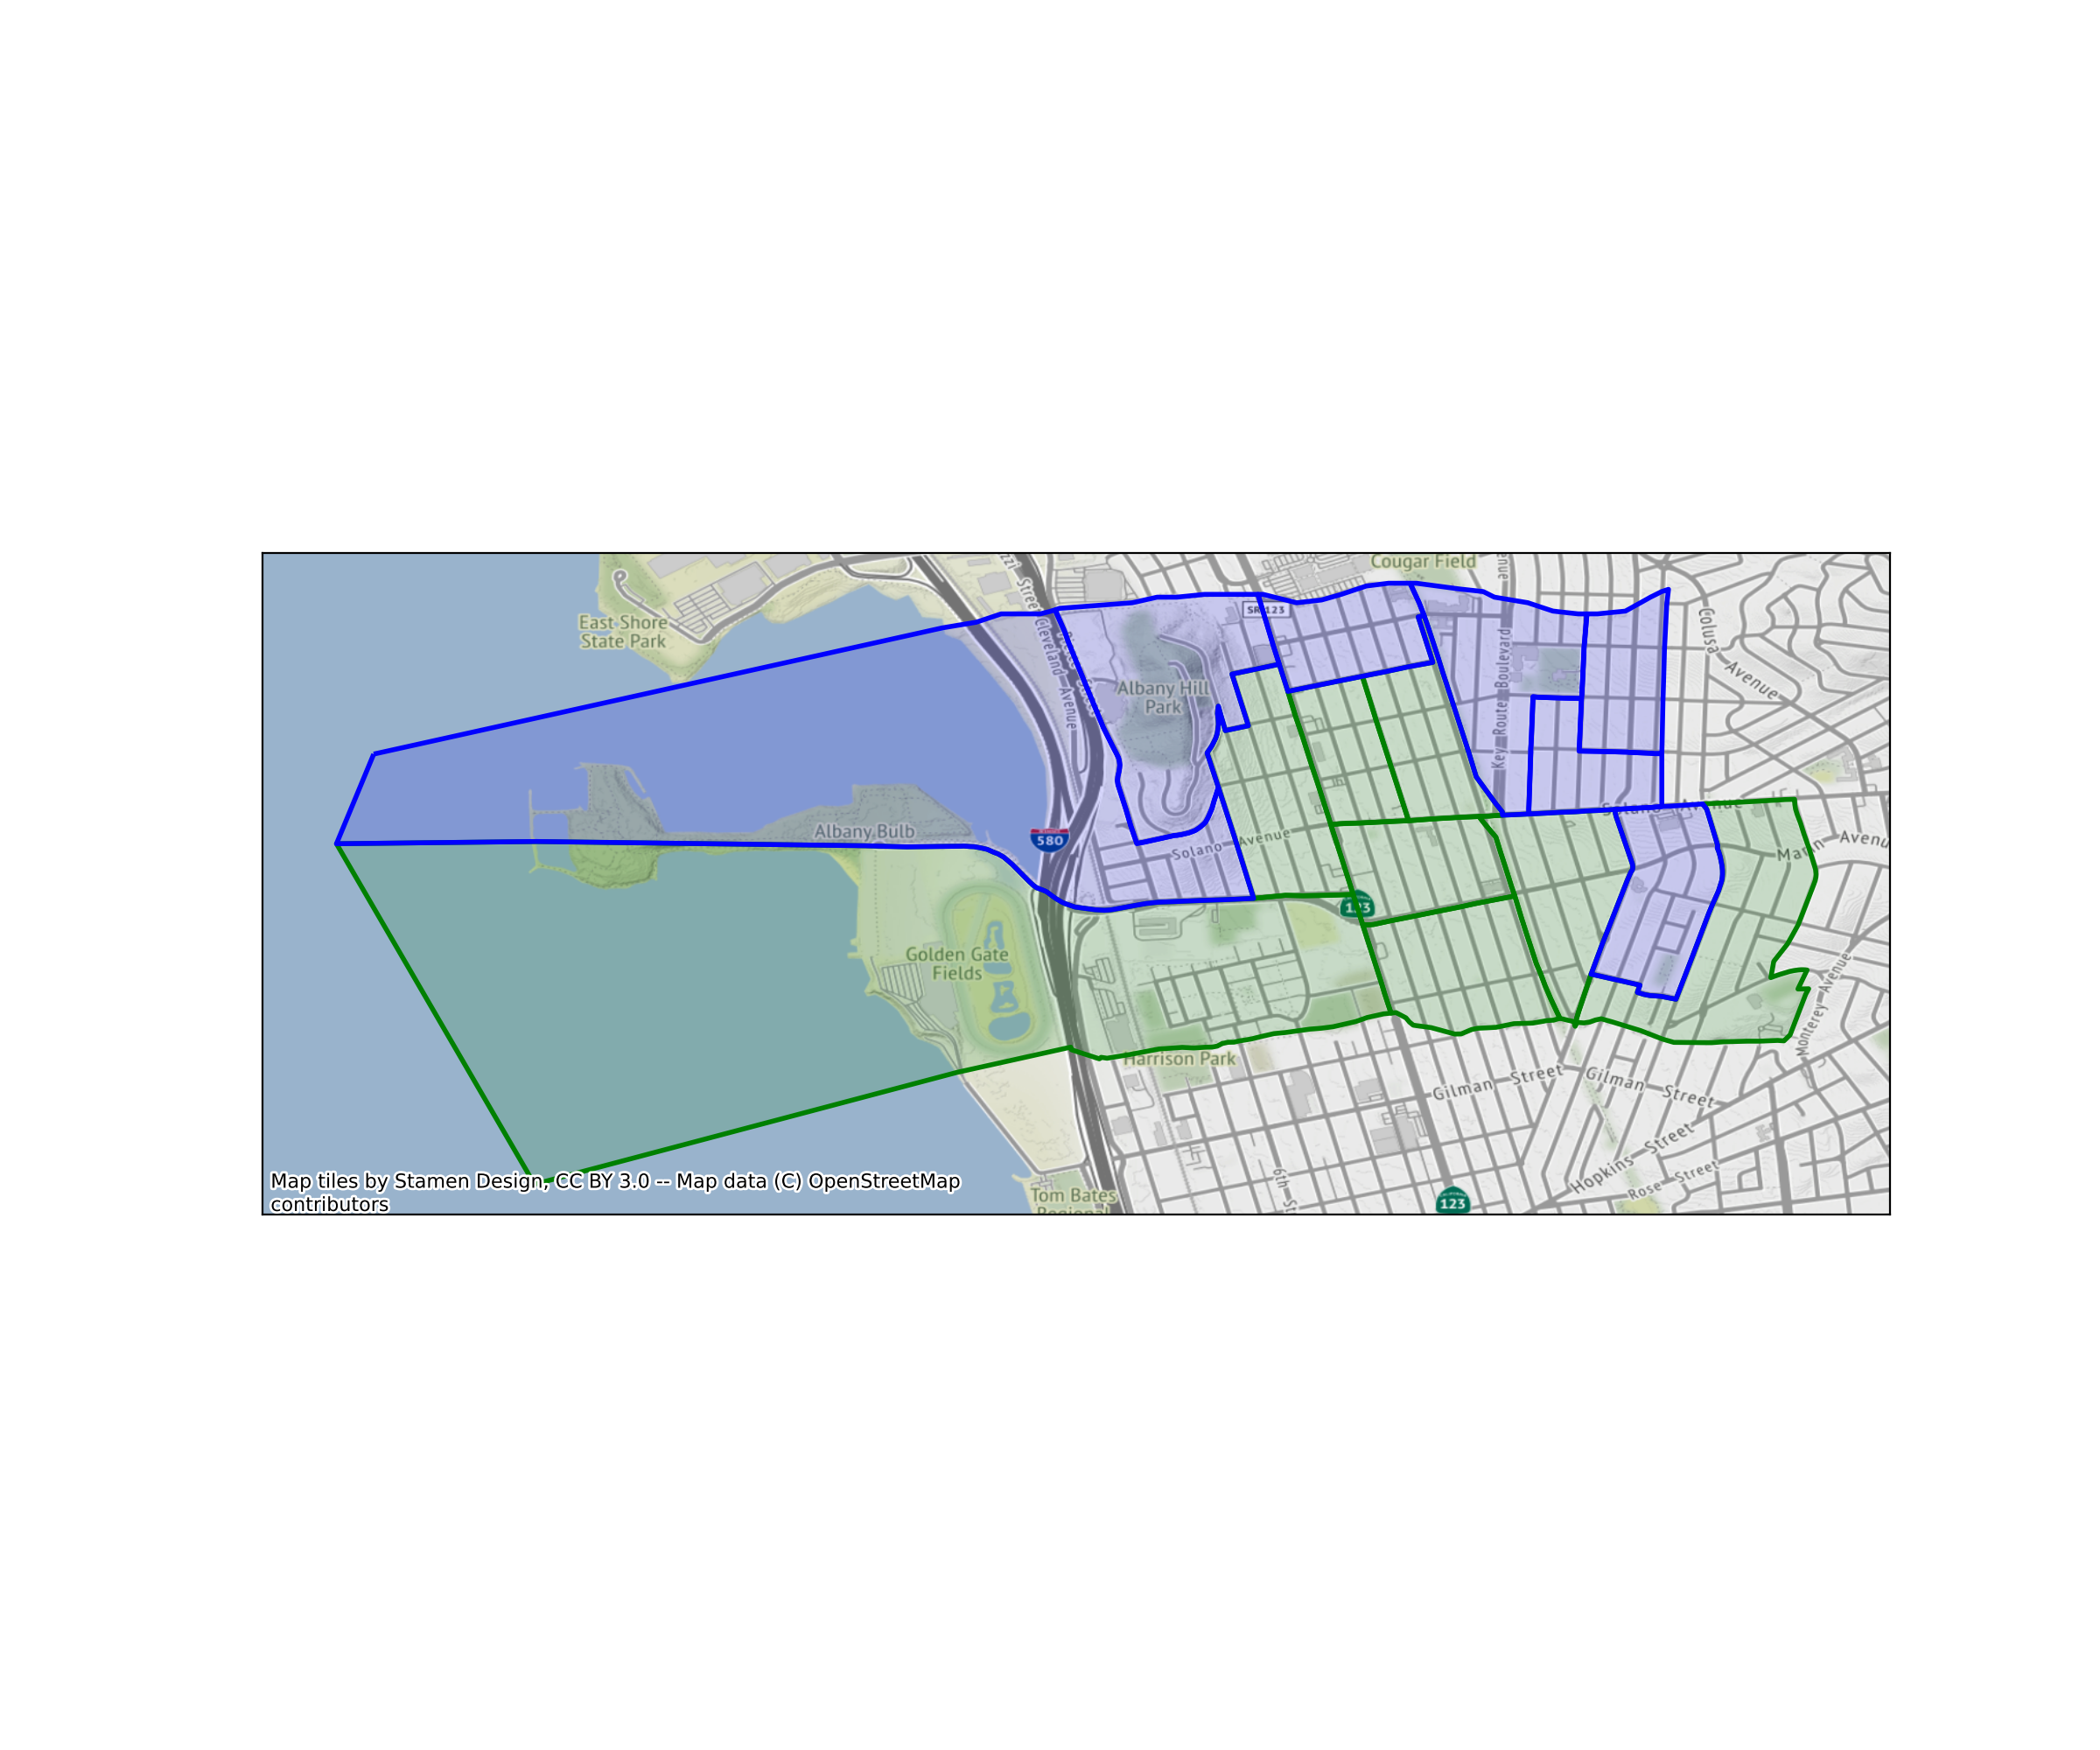 Cougar Field
East Shore
State Park
Cleveland Avenue
SR 123
Key Route Boulevard
Colusa
Avenue
Albany Hill
Park
Albany Bulb
580
Solano Avenue
Solano Avenue
Marin Avenu
123
Golden Gate
Fields
Monterey Avenue
Harrison Park
Gilman Street
Gilman Street
Hopkins Street
Rose Street
6th St
Tom Bates
Regional
123
Map tiles by Stamen Design, CC BY 3.0 -- Map data (C) OpenStreetMap
contributors